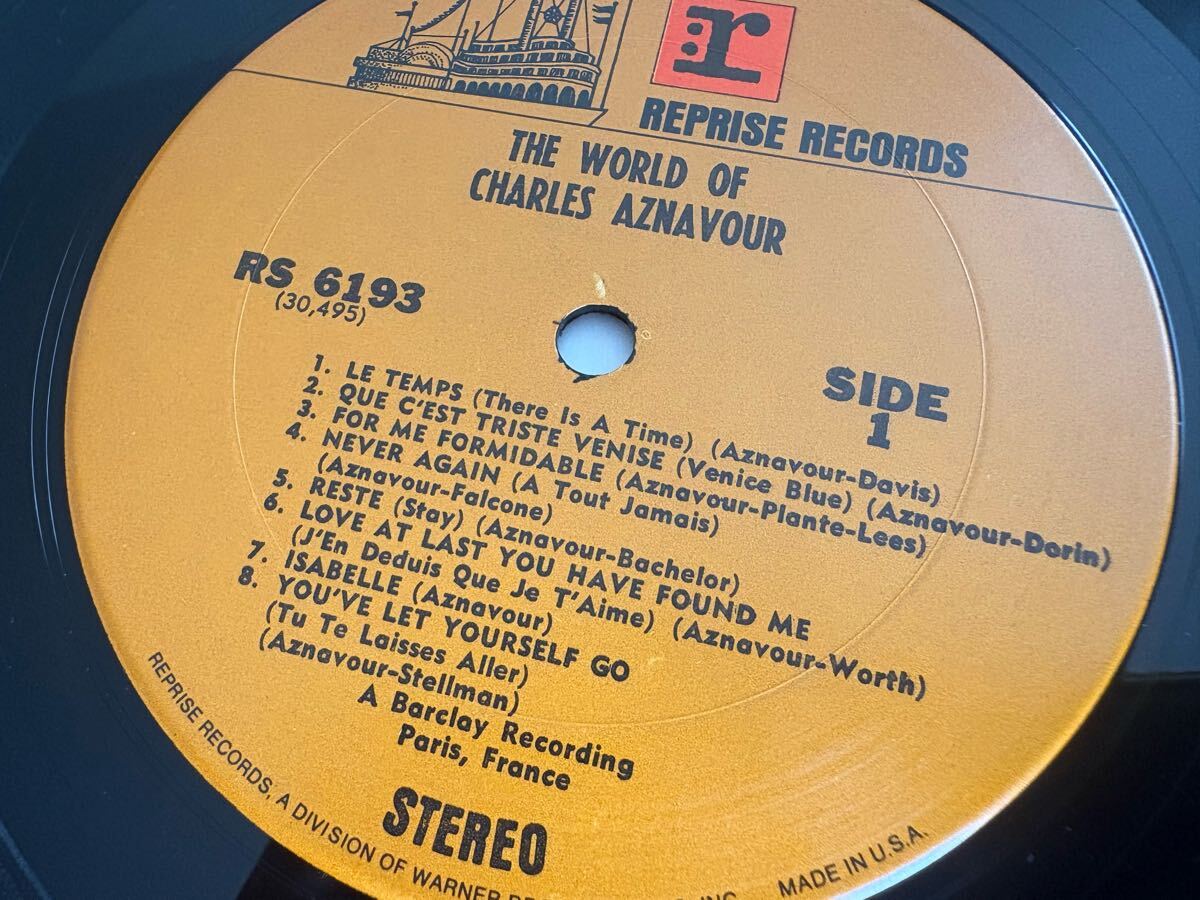 r
REPRISE RECORDS
THE WORLD OF
CHARLES AZNAVOUR
RS 6193
(30,495)
SIDE
1
1. LE TEMPS (There Is A Time) (Aznavour-Davis)
2. QUE C'EST TRISTE VENISE (Venice Blue) (Aznavour-Dorin)
3. FOR ME FORMIDABLE (Aznavour-Plante-Lees)
4. NEVER AGAIN (A Tout Jamais)
(Aznavour-Falcone)
5. RESTE (Stay) (Aznavour-Bachelor)
6. LOVE AT LAST YOU HAVE FOUND ME
(J'En Deduis Que Je T'Aime) (Aznavour-Worth)
7. ISABELLE (Aznavour)
8. YOU'VE LET YOURSELF GO
(Tu Te Laisses Aller)
(Aznavour-Stellman)
A Barclay Recording
Paris, France
STEREO
REPRISE RECORDS, A DIVISION OF WARNER INC. MADE IN U.S.A.